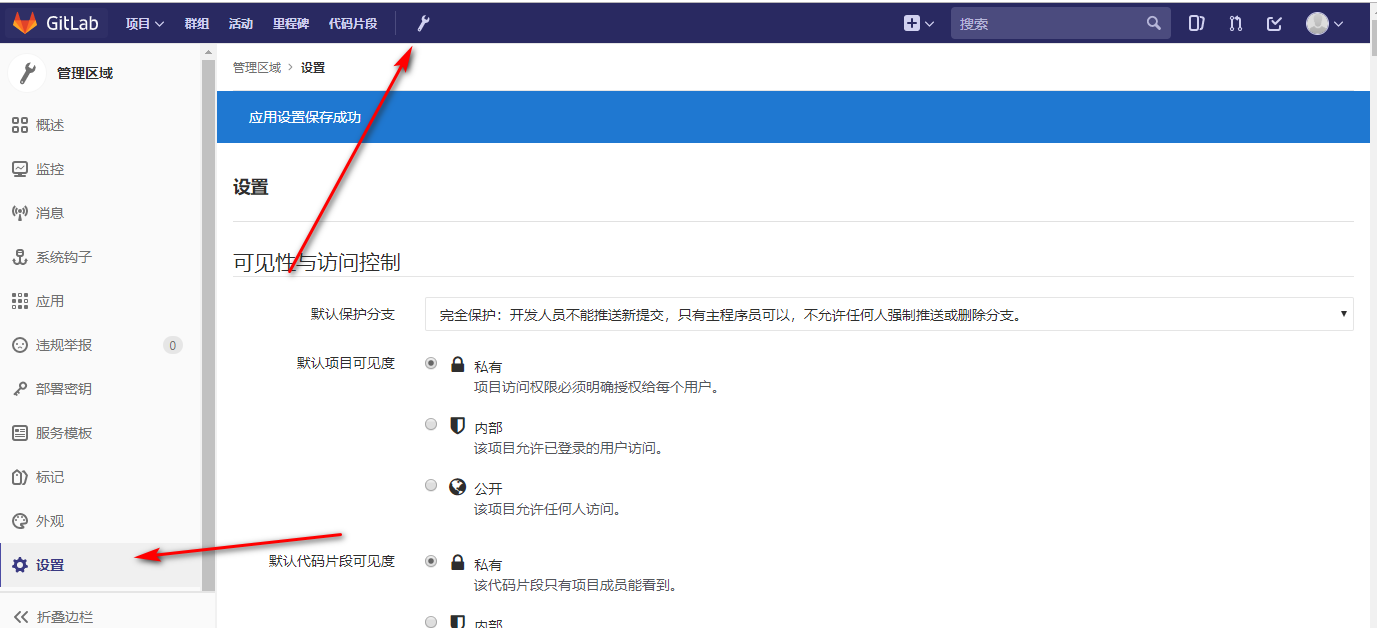 GitLab 项目 群组 活动 里程碑 代码片段 搜索
管理区域
概述
监控
消息
系统钩子
应用
违规举报 0
部署密钥
服务模板
标记
外观
设置
折叠边栏
管理区域 > 设置
应用设置保存成功
设置
可见性与访问控制
默认保护分支 完全保护：开发人员不能推送新提交，只有主程序员可以，不允许任何人强制推送或删除分支。
默认项目可见度 私有
项目访问权限必须明确授权给每个用户。
内部
该项目允许已登录的用户访问。
公开
该项目允许任何人访问。
默认代码片段可见度 私有
该代码片段只有项目成员能看到。
内部